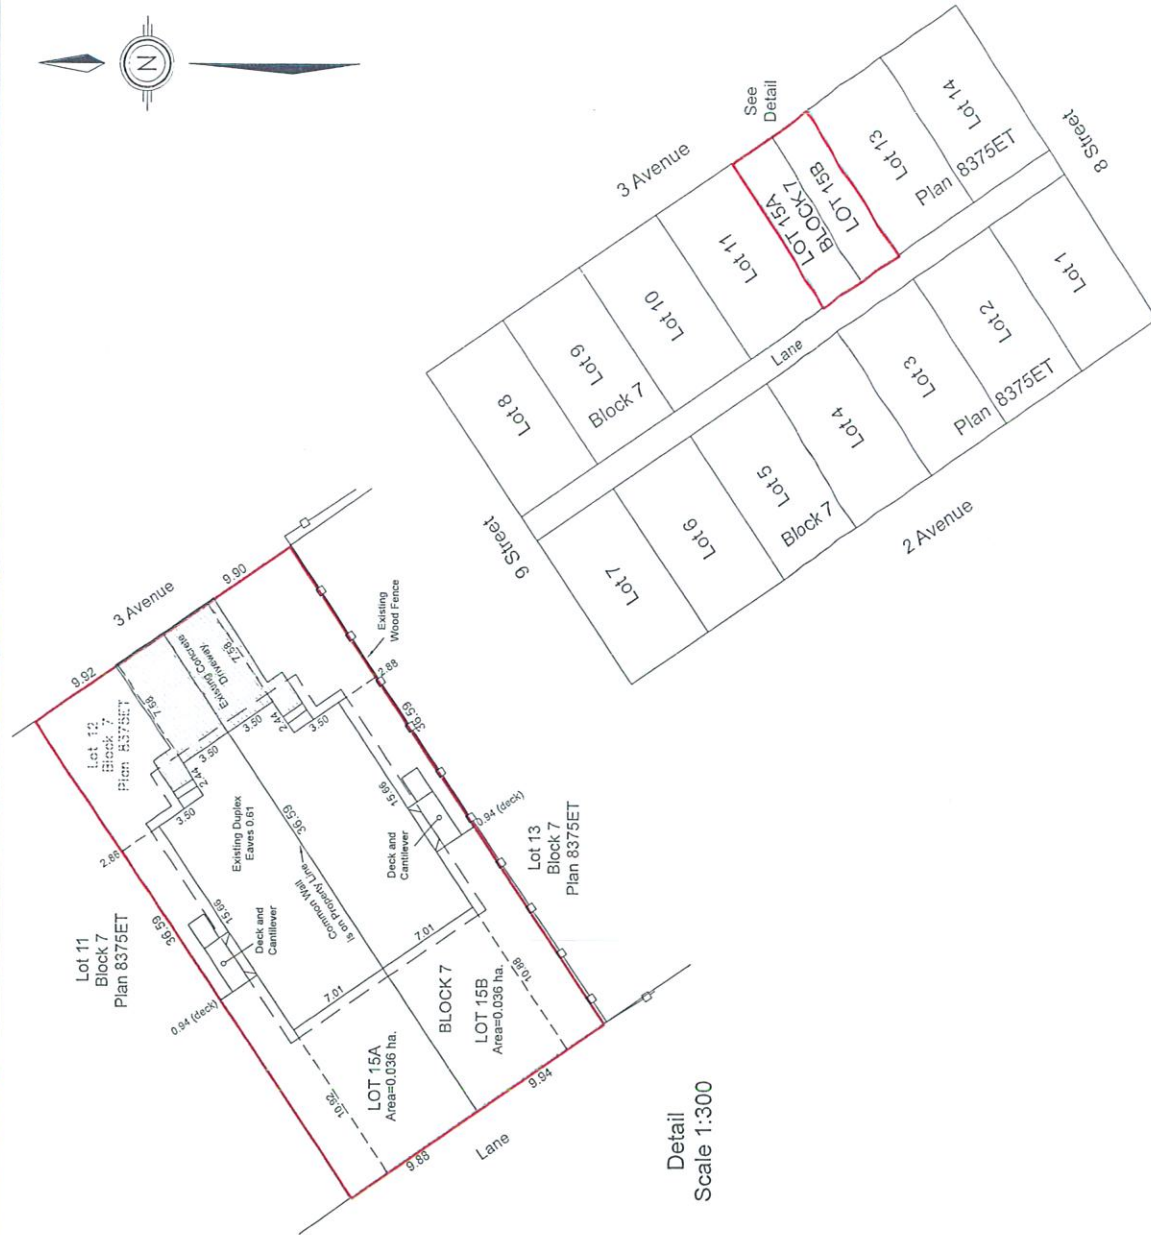 N
3 Avenue
9.92
9.90
Lot 12
Block 7
Plan 8375ET
7.68
Existing Concrete
Driveway.
7.58
3.50
2.44
3.50
3.50
2.44
3.50
2.88
2.88
Existing
Wood Fence
36.59
Existing Duplex
Eaves 0.61
36.59
Common Wall
is on Property Line
36.59
15.66
15.66
Deck and
Cantilever
Deck and
Cantilever
0.94 (deck)
0.94 (deck)
Lot 11
Block 7
Plan 8375ET
Lot 13
Block 7
Plan 8375ET
7.01
7.01
BLOCK 7
LOT 15A
Area=0.036 ha.
LOT 15B
Area=0.036 ha.
10.92
10.88
9.88
9.94
Lane
Detail
Scale 1:300
3 Avenue
See
Detail
9 Street
8 Street
2 Avenue
Lane
Lot 8
Lot 9
Block 7
Lot 10
Lot 11
LOT 15A
BLOCK 7
LOT 15B
Lot 13
Plan 8375ET
Lot 14
Lot 7
Lot 6
Lot 5
Block 7
Lot 4
Lot 3
Plan 8375ET
Lot 2
Lot 1